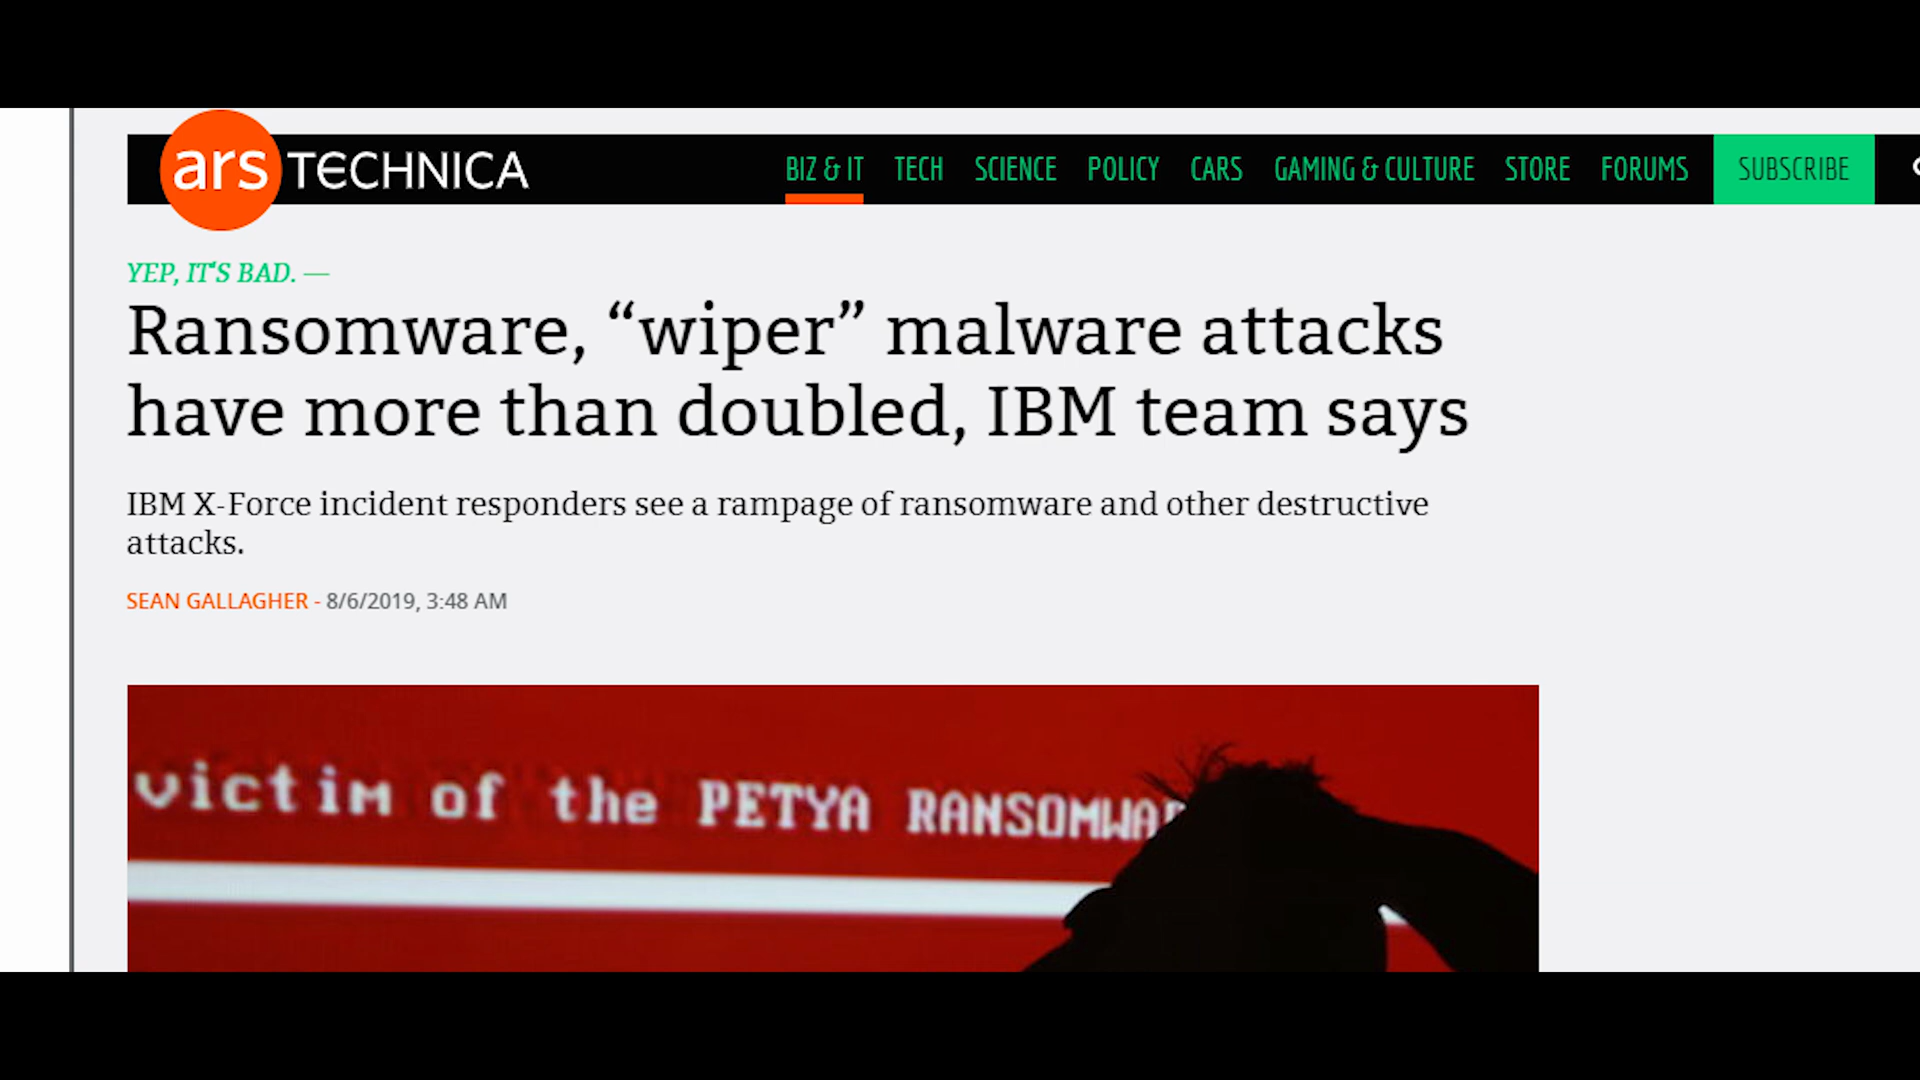 ars TECHNICA
BIZ & IT TECH SCIENCE POLICY CARS GAMING & CULTURE STORE FORUMS SUBSCRIBE
YEP, IT'S BAD. —
Ransomware, “wiper” malware attacks
have more than doubled, IBM team says
IBM X-Force incident responders see a rampage of ransomware and other destructive
attacks.
SEAN GALLAGHER - 8/6/2019, 3:48 AM
victim of the PETYA